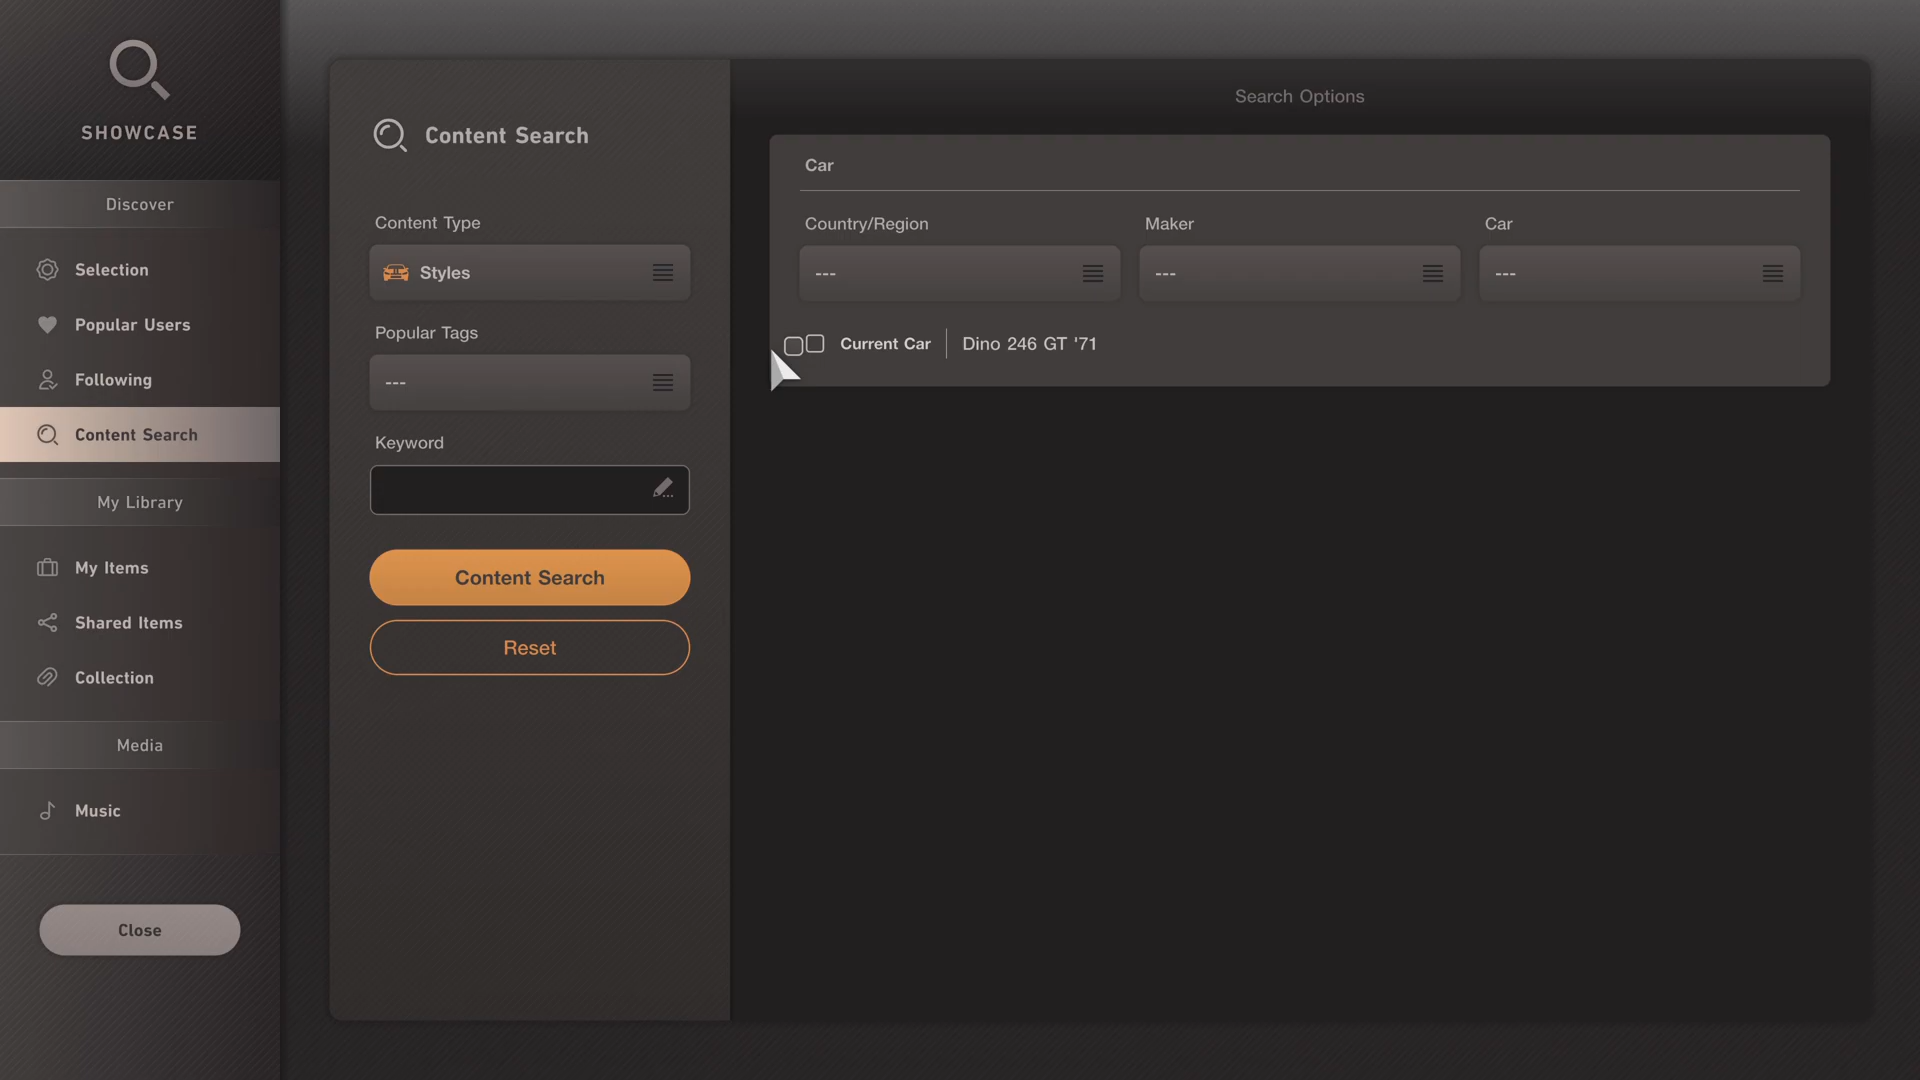 SHOWCASE
Discover
Selection
Popular Users
Following
Content Search
My Library
My Items
Shared Items
Collection
Media
Music
Close
Content Search
Content Type
Styles
Popular Tags
---
Keyword
Content Search
Reset
Search Options
Car
Country/Region Maker Car
--- --- ---
Current Car Dino 246 GT '71